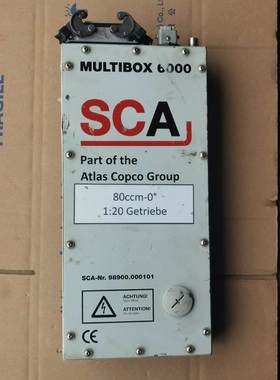 MULTIBOX 6000
SCA
Part of the
Atlas Copco Group
80ccm-0°
1:20 Getriebe
SCA-Nr. 98900.000101
ACHTUNG!
ATTENTION!
CE